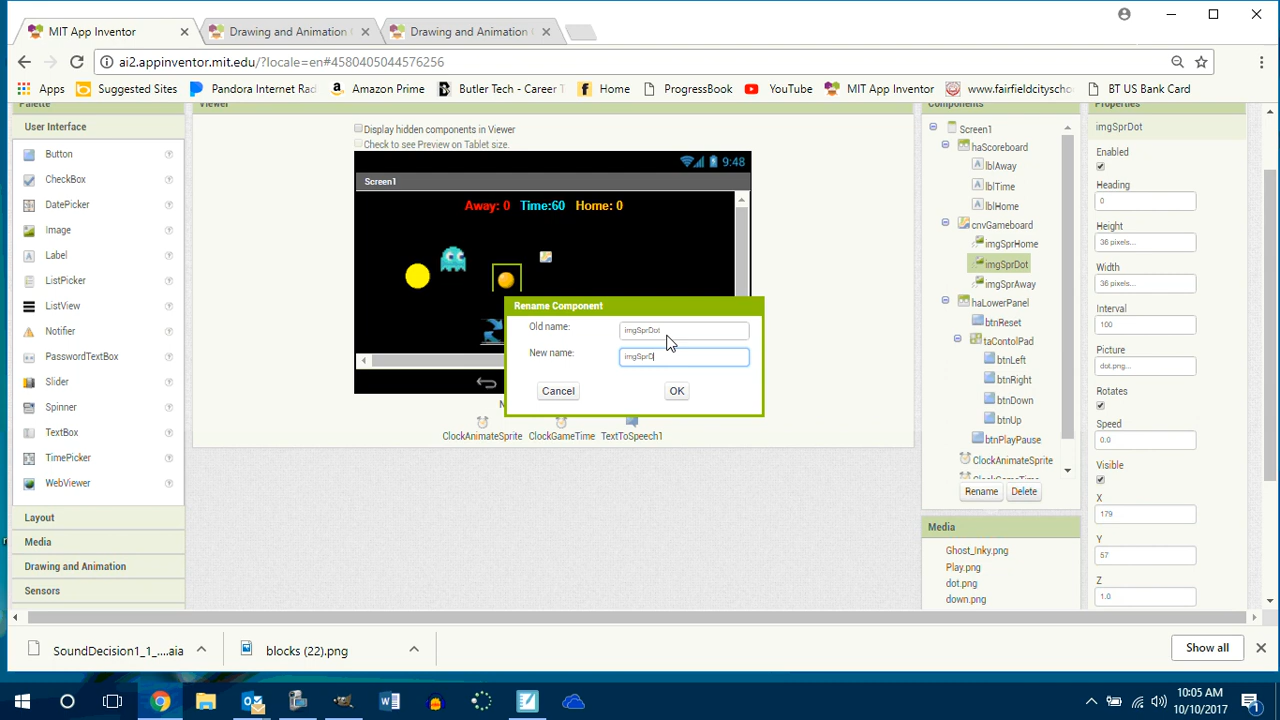 MIT App Inventor
Drawing and Animation
Drawing and Animation
ai2.appinventor.mit.edu/?locale=en#4580405044576256
Apps
Suggested Sites
Pandora Internet Rad
Amazon Prime
Butler Tech - Career T
Home
ProgressBook
YouTube
MIT App Inventor
www.fairfieldcityscho
BT US Bank Card
Palette
Viewer
Components
Properties
User Interface
Button
CheckBox
DatePicker
Image
Label
ListPicker
ListView
Notifier
PasswordTextBox
Slider
Spinner
TextBox
TimePicker
WebViewer
Layout
Media
Drawing and Animation
Sensors
Display hidden components in Viewer
Check to see Preview on Tablet size.
9:48
Screen1
Away: 0 Time:60 Home: 0
Rename Component
Old name:
imgSprDot
New name:
imgSprD
Cancel
OK
N
ClockAnimateSprite
ClockGameTime
TextToSpeech1
Screen1
haScoreboard
lblAway
lblTime
lblHome
cnvGameboard
imgSprHome
imgSprDot
imgSprAway
haLowerPanel
btnReset
taContolPad
btnLeft
btnRight
btnDown
btnUp
btnPlayPause
ClockAnimateSprite
ClockGameTime
Rename
Delete
Media
Ghost_Inky.png
Play.png
dot.png
down.png
imgSprDot
Enabled
Heading
0
Height
36 pixels...
Width
36 pixels...
Interval
100
Picture
dot.png...
Rotates
Speed
0.0
Visible
X
179
Y
57
Z
1.0
SoundDecision1_1_....aia
blocks (22).png
Show all
10:05 AM
10/10/2017